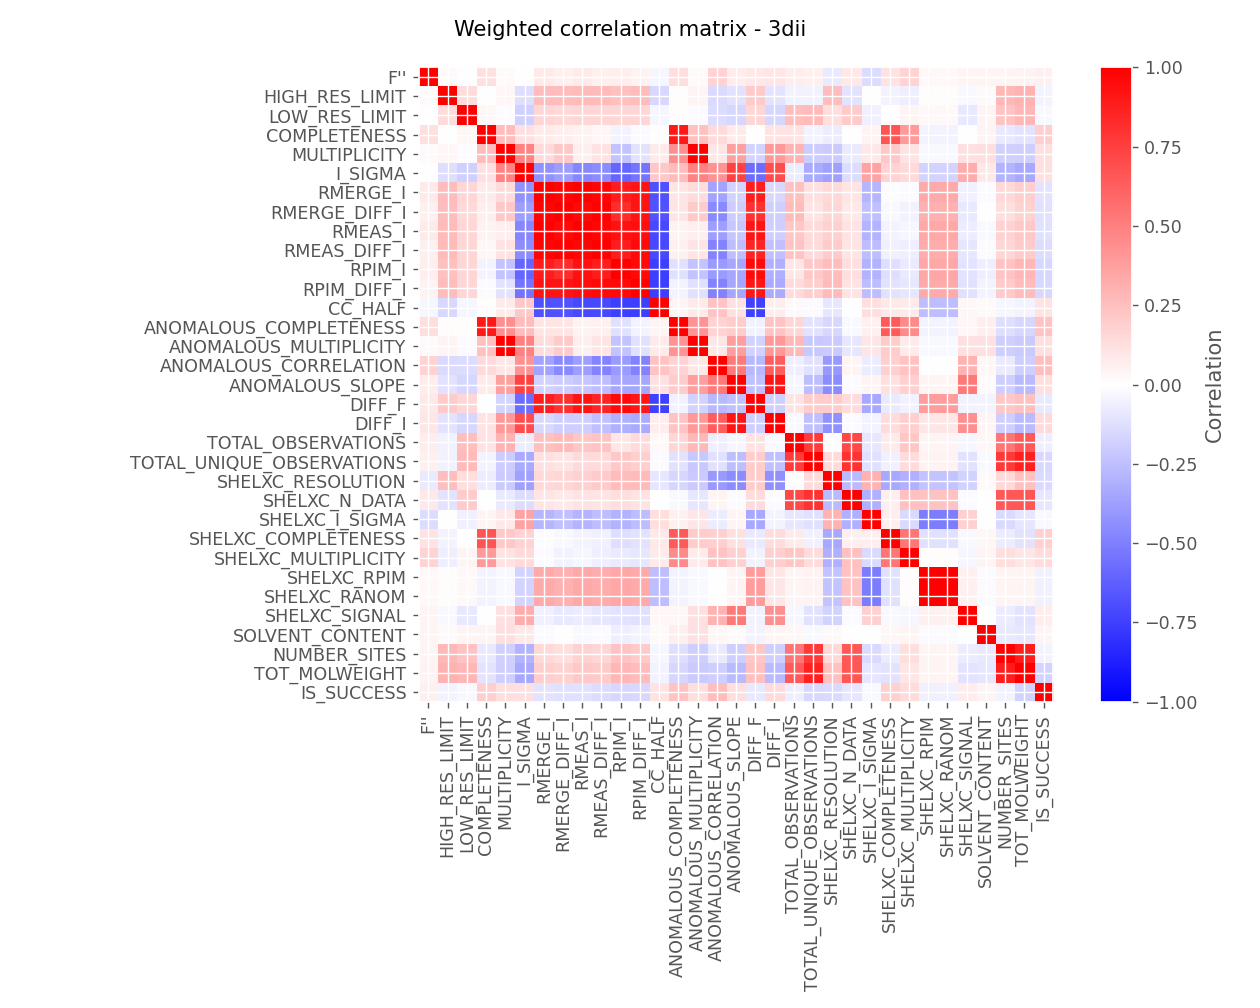 Weighted correlation matrix - 3dii
F''
HIGH_RES_LIMIT
LOW_RES_LIMIT
COMPLETENESS
MULTIPLICITY
I_SIGMA
RMERGE_I
RMERGE_DIFF_I
RMEAS_I
RMEAS_DIFF_I
RPIM_I
RPIM_DIFF_I
CC_HALF
ANOMALOUS_COMPLETENESS
ANOMALOUS_MULTIPLICITY
ANOMALOUS_CORRELATION
ANOMALOUS_SLOPE
DIFF_F
DIFF_I
TOTAL_OBSERVATIONS
TOTAL_UNIQUE_OBSERVATIONS
SHELXC_RESOLUTION
SHELXC_N_DATA
SHELXC_I_SIGMA
SHELXC_COMPLETENESS
SHELXC_MULTIPLICITY
SHELXC_RPIM
SHELXC_RANOM
SHELXC_SIGNAL
SOLVENT_CONTENT
NUMBER_SITES
TOT_MOLWEIGHT
IS_SUCCESS
F''
HIGH_RES_LIMIT
LOW_RES_LIMIT
COMPLETENESS
MULTIPLICITY
I_SIGMA
RMERGE_I
RMERGE_DIFF_I
RMEAS_I
RMEAS_DIFF_I
RPIM_I
RPIM_DIFF_I
CC_HALF
ANOMALOUS_COMPLETENESS
ANOMALOUS_MULTIPLICITY
ANOMALOUS_CORRELATION
ANOMALOUS_SLOPE
DIFF_F
DIFF_I
TOTAL_OBSERVATIONS
TOTAL_UNIQUE_OBSERVATIONS
SHELXC_RESOLUTION
SHELXC_N_DATA
SHELXC_I_SIGMA
SHELXC_COMPLETENESS
SHELXC_MULTIPLICITY
SHELXC_RPIM
SHELXC_RANOM
SHELXC_SIGNAL
SOLVENT_CONTENT
NUMBER_SITES
TOT_MOLWEIGHT
IS_SUCCESS
1.00
0.75
0.50
0.25
0.00
−0.25
−0.50
−0.75
−1.00
Correlation